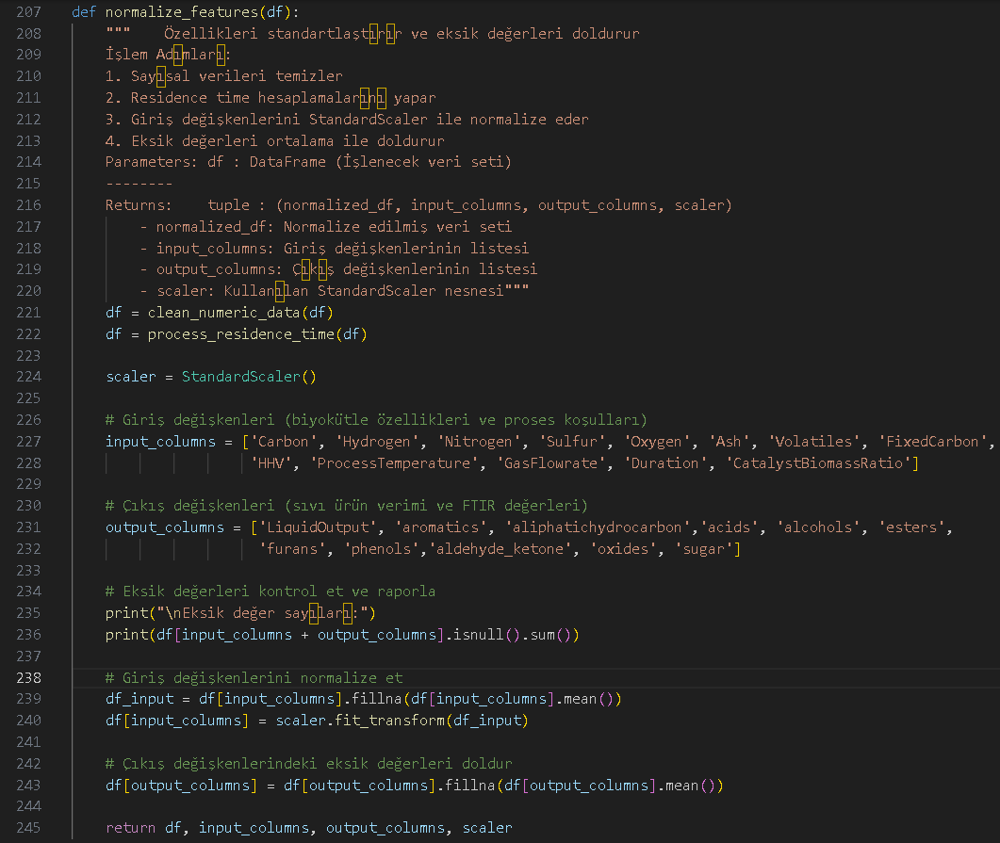 207 def normalize_features(df):
208 """    Özellikleri standartlaştırır ve eksik değerleri doldurur
209 İşlem Adımları:
210 1. Sayısal verileri temizler
211 2. Residence time hesaplamalarını yapar
212 3. Giriş değişkenlerini StandardScaler ile normalize eder
213 4. Eksik değerleri ortalama ile doldurur
214 Parameters: df : DataFrame (İşlenecek veri seti)
215 --------
216 Returns:    tuple : (normalized_df, input_columns, output_columns, scaler)
217     - normalized_df: Normalize edilmiş veri seti
218     - input_columns: Giriş değişkenlerinin listesi
219     - output_columns: Çıkış değişkenlerinin listesi
220     - scaler: Kullanılan StandardScaler nesnesi"""
221 df = clean_numeric_data(df)
222 df = process_residence_time(df)
223
224 scaler = StandardScaler()
225
226 # Giriş değişkenleri (biyokütle özellikleri ve proses koşulları)
227 input_columns = ['Carbon', 'Hydrogen', 'Nitrogen', 'Sulfur', 'Oxygen', 'Ash', 'Volatiles', 'FixedCarbon',
228                 'HHV', 'ProcessTemperature', 'GasFlowrate', 'Duration', 'CatalystBiomassRatio']
229
230 # Çıkış değişkenleri (sıvı ürün verimi ve FTIR değerleri)
231 output_columns = ['LiquidOutput', 'aromatics', 'aliphatichydrocarbon','acids', 'alcohols', 'esters',
232                  'furans', 'phenols','aldehyde_ketone', 'oxides', 'sugar']
233
234 # Eksik değerleri kontrol et ve raporla
235 print("\nEksik değer sayıları:")
236 print(df[input_columns + output_columns].isnull().sum())
237
238 # Giriş değişkenlerini normalize et
239 df_input = df[input_columns].fillna(df[input_columns].mean())
240 df[input_columns] = scaler.fit_transform(df_input)
241
242 # Çıkış değişkenlerindeki eksik değerleri doldur
243 df[output_columns] = df[output_columns].fillna(df[output_columns].mean())
244
245 return df, input_columns, output_columns, scaler